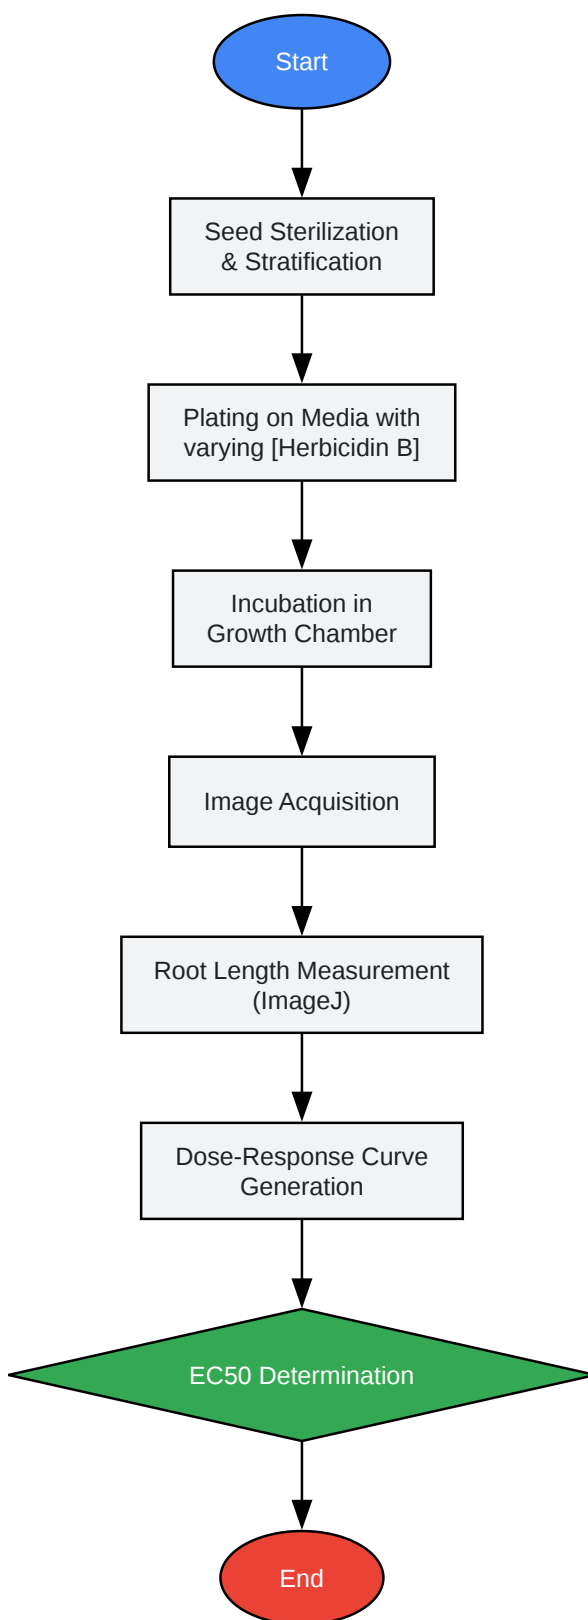 Start
Seed Sterilization
& Stratification
Plating on Media with
varying [Herbicidin B]
Incubation in
Growth Chamber
Image Acquisition
Root Length Measurement
(ImageJ)
Dose-Response Curve
Generation
EC50 Determination
End